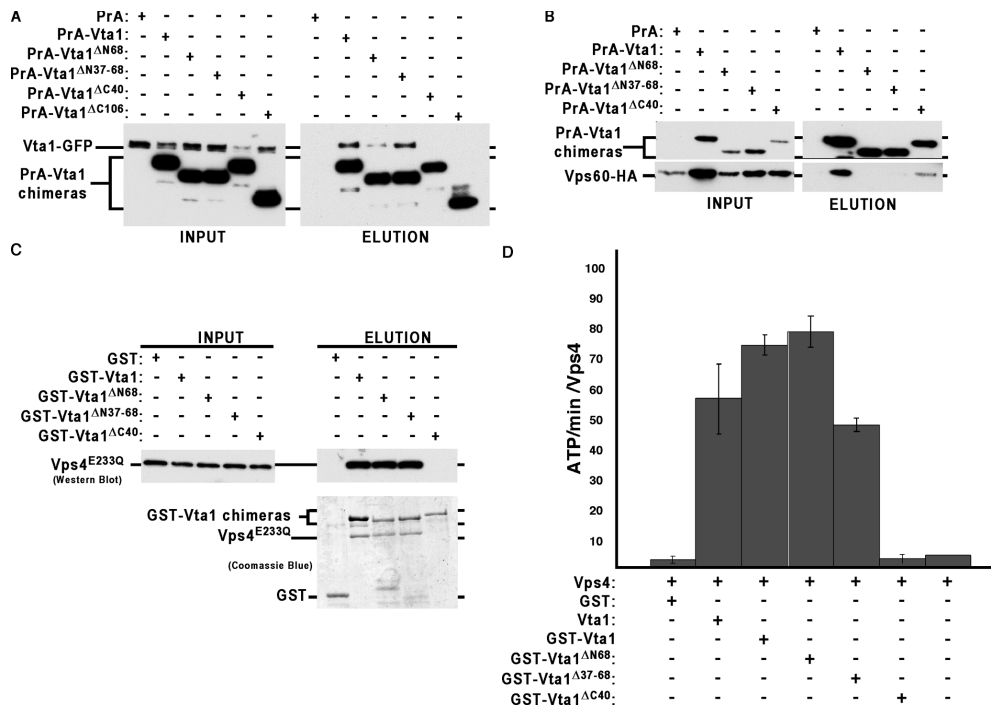 A
PrA: + - - - - - + - - - - -
PrA-Vta1: - + - - - - - + - - - -
PrA-Vta1ΔN68: - - + - - - - - + - - -
PrA-Vta1ΔN37-68: - - - + - - - - - + - -
PrA-Vta1ΔC40: - - - - + - - - - - + -
PrA-Vta1ΔC106: - - - - - + - - - - - +
Vta1-GFP
PrA-Vta1
chimeras
INPUT ELUTION
B
PrA: + - - - - + - - - -
PrA-Vta1: - + - - - - + - - -
PrA-Vta1ΔN68: - - + - - - - + - -
PrA-Vta1ΔN37-68: - - - + - - - - + -
PrA-Vta1ΔC40: - - - - + - - - - +
PrA-Vta1
chimeras
Vps60-HA
INPUT ELUTION
C
INPUT ELUTION
GST: + - - - - + - - - -
GST-Vta1: - + - - - - + - - -
GST-Vta1ΔN68: - - + - - - - + - -
GST-Vta1ΔN37-68: - - - + - - - - + -
GST-Vta1ΔC40: - - - - + - - - - +
Vps4E233Q
(Western Blot)
GST-Vta1 chimeras
Vps4E233Q
(Coomassie Blue)
GST
D
ATP/min /Vps4
100
90
80
70
60
50
40
30
20
10
Vps4: + + + + + + +
GST: + - - - - - -
Vta1: - + - - - - -
GST-Vta1 - - + - - - -
GST-Vta1ΔN68: - - - + - - -
GST-Vta1Δ37-68: - - - - + - -
GST-Vta1ΔC40: - - - - - + -